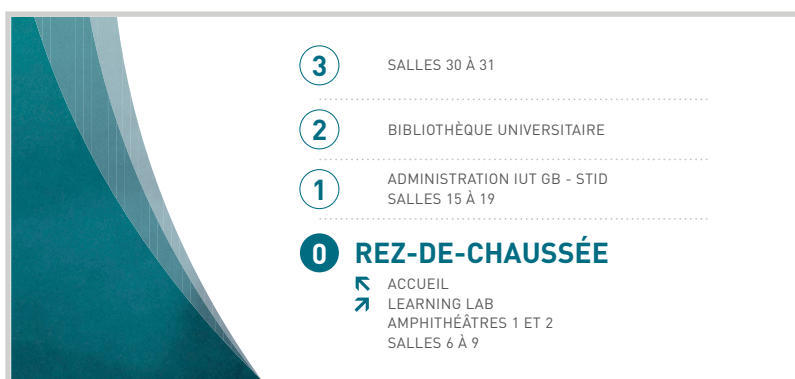 3 SALLES 30 À 31
2 BIBLIOTHÈQUE UNIVERSITAIRE
1 ADMINISTRATION IUT GB - STID
SALLES 15 À 19
0 REZ-DE-CHAUSSÉE
ACCUEIL
LEARNING LAB
AMPHITHÉÂTRES 1 ET 2
SALLES 6 À 9